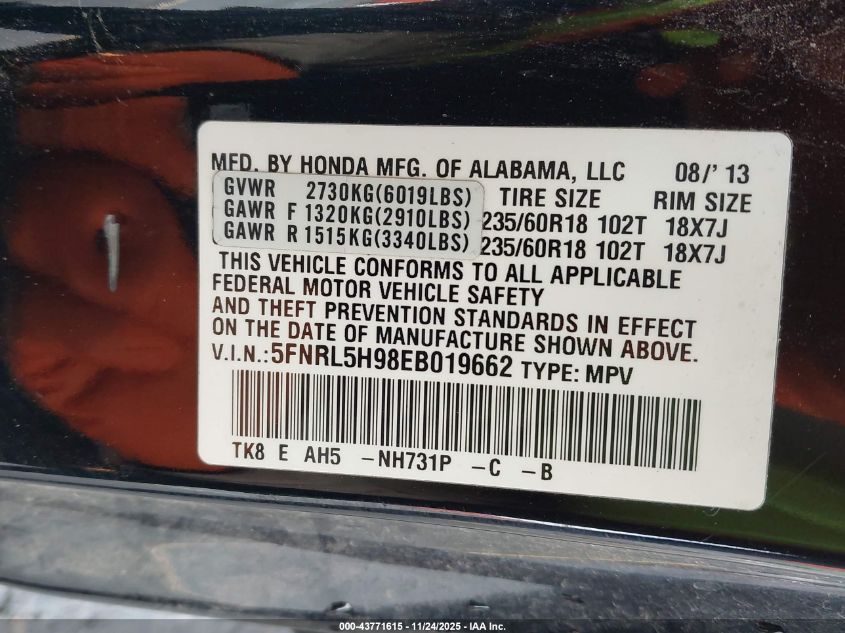 MFD. BY HONDA MFG. OF ALABAMA, LLC 08/' 13
GVWR 2730KG(6019LBS) TIRE SIZE RIM SIZE
GAWR F 1320KG(2910LBS) 235/60R18 102T 18X7J
GAWR R 1515KG(3340LBS) 235/60R18 102T 18X7J
THIS VEHICLE CONFORMS TO ALL APPLICABLE
FEDERAL MOTOR VEHICLE SAFETY
AND THEFT PREVENTION STANDARDS IN EFFECT
ON THE DATE OF MANUFACTURE SHOWN ABOVE.
V.I.N.: 5FNRL5H98EB019662 TYPE: MPV
TK8 E AH5 -NH731P -C -B
000-43771615 - 11/24/2025 - IAA Inc.